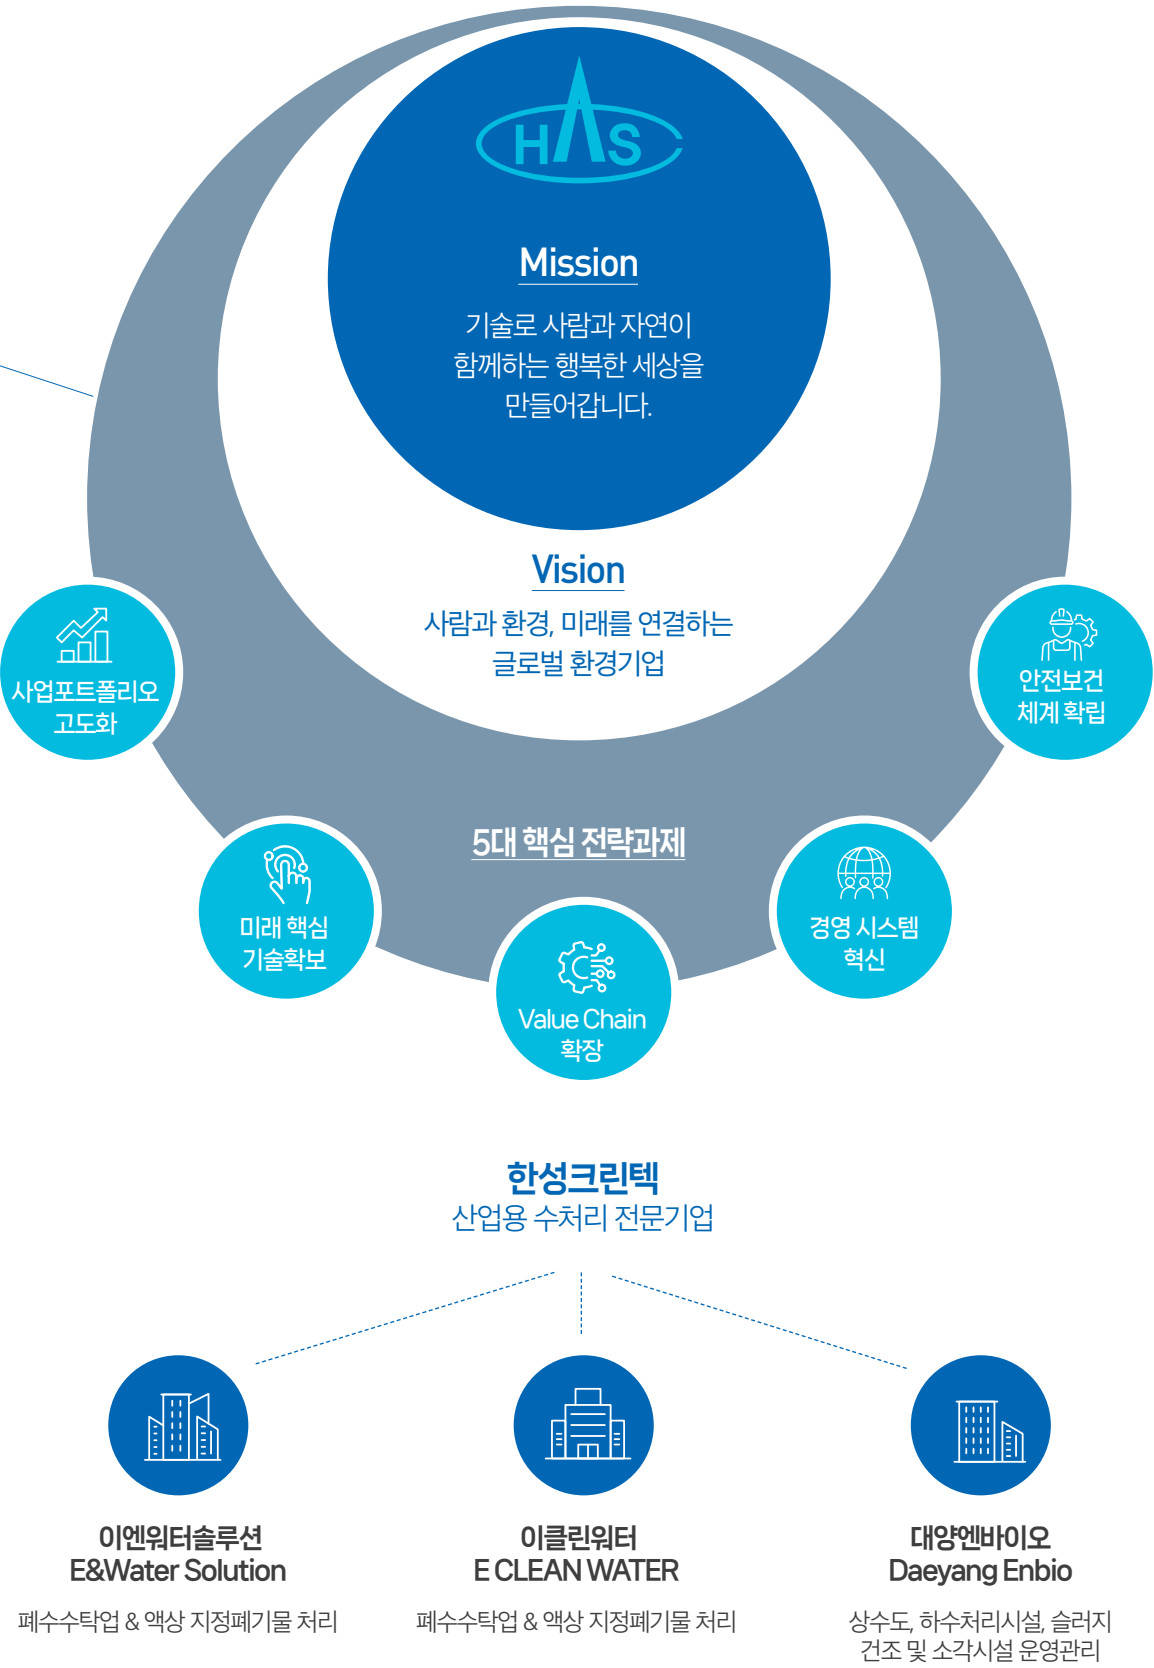 HAS
Mission
기술로 사람과 자연이
함께하는 행복한 세상을
만들어갑니다.
Vision
사람과 환경, 미래를 연결하는
글로벌 환경기업
사업포트폴리오
고도화
안전보건
체계 확립
5대 핵심 전략과제
미래 핵심
기술확보
경영 시스템
혁신
Value Chain
확장
한성크린텍
산업용 수처리 전문기업
이엔워터솔루션
E&Water Solution
폐수수탁업 & 액상 지정폐기물 처리
이클린워터
E CLEAN WATER
폐수수탁업 & 액상 지정폐기물 처리
대양엔바이오
Daeyang Enbio
상수도, 하수처리시설, 슬러지
건조 및 소각시설 운영관리